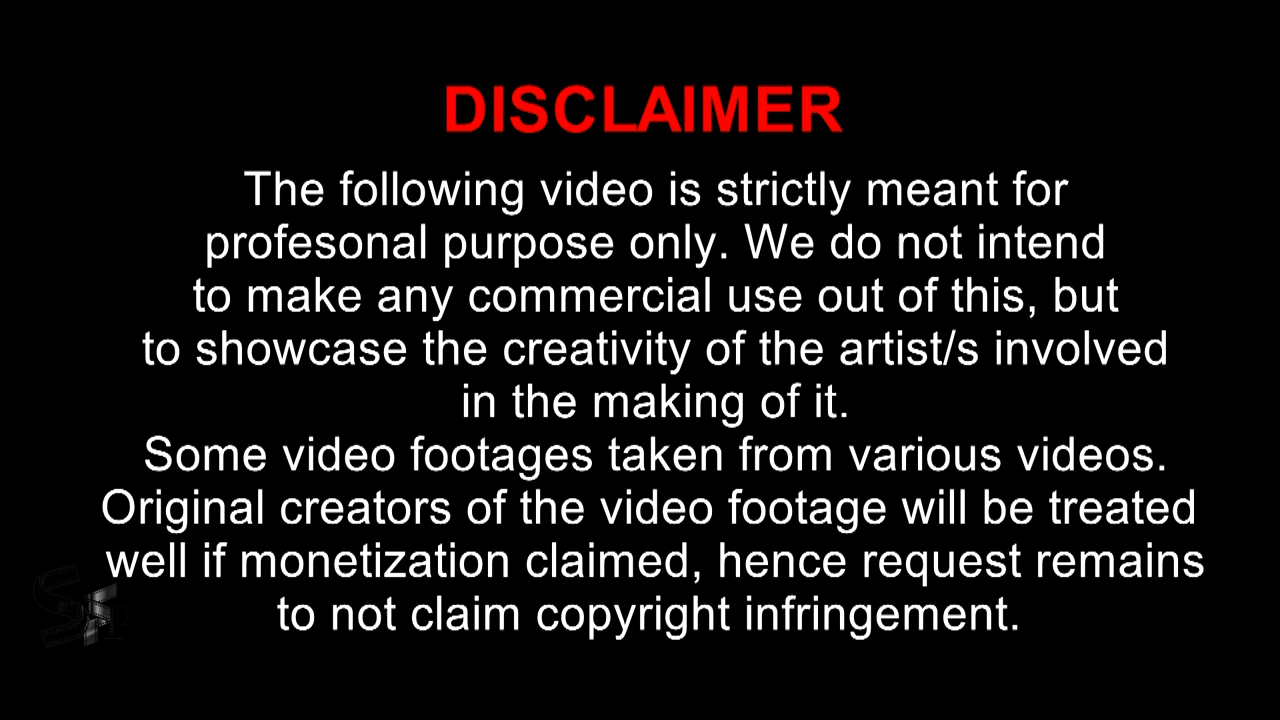 DISCLAIMER
The following video is strictly meant for
profesonal purpose only. We do not intend
to make any commercial use out of this, but
to showcase the creativity of the artist/s involved
in the making of it.
Some video footages taken from various videos.
Original creators of the video footage will be treated
well if monetization claimed, hence request remains
to not claim copyright infringement.